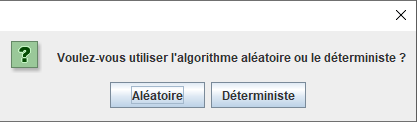 Voulez-vous utiliser l'algorithme aléatoire ou le déterministe ?
Aléatoire Déterministe